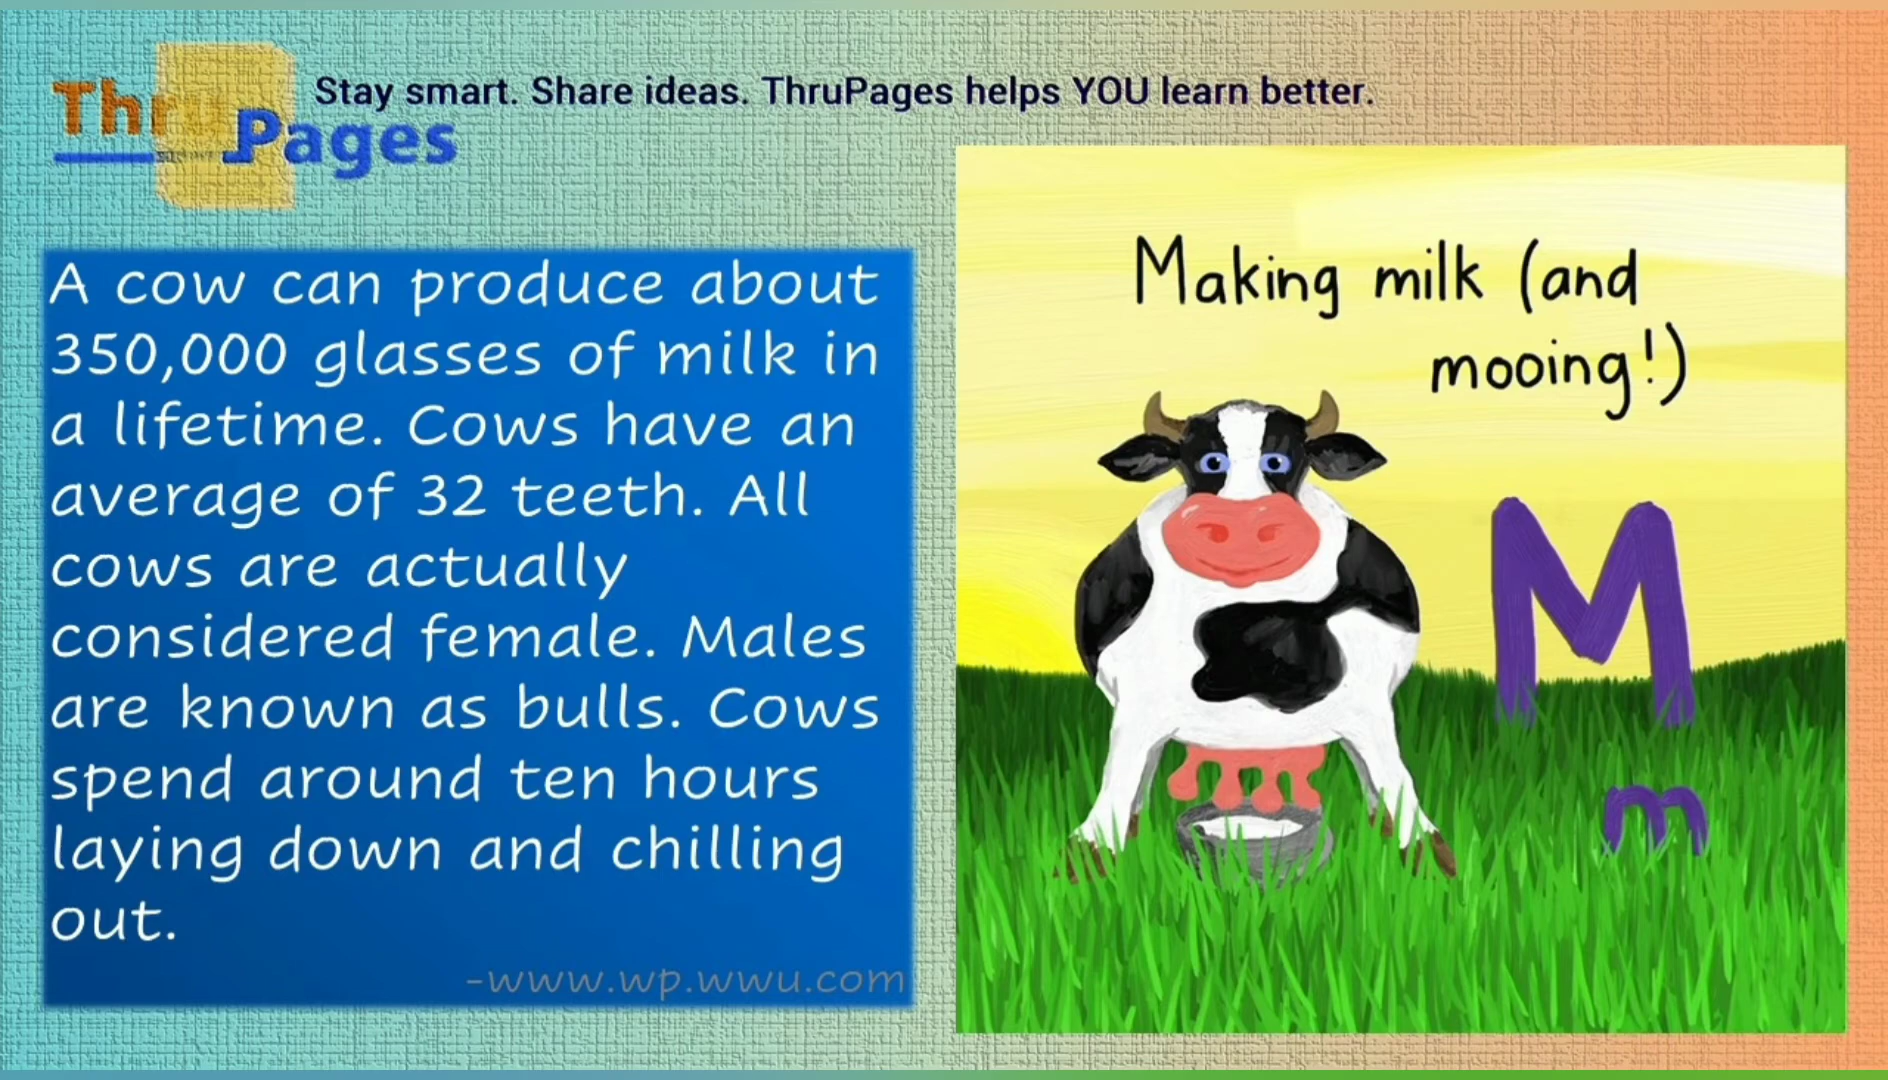 Thru
Pages
Stay smart. Share ideas. ThruPages helps YOU learn better.
A cow can produce about
350,000 glasses of milk in
a lifetime. Cows have an
average of 32 teeth. All
cows are actually
considered female. Males
are known as bulls. Cows
spend around ten hours
laying down and chilling
out.
-www.wp.wwu.com
Making milk (and
mooing!)
M
m